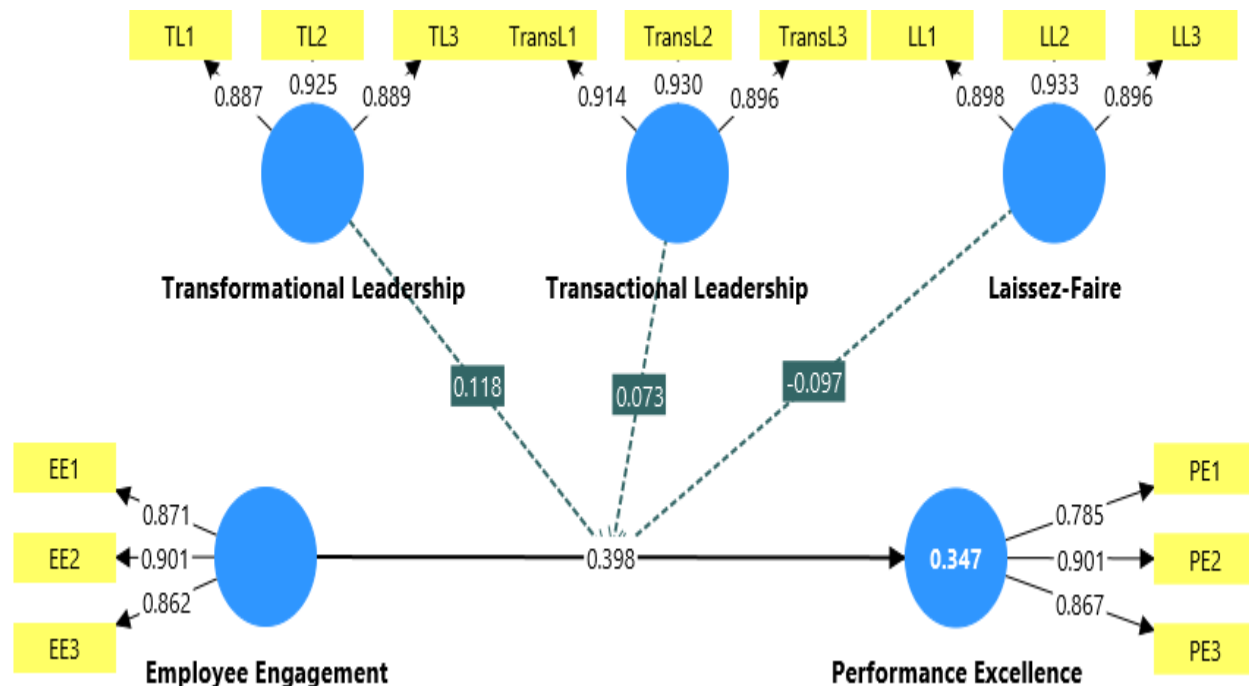 TL1 TL2 TL3 TransL1 TransL2 TransL3 LL1 LL2 LL3
0.887 0.925 0.889 0.914 0.930 0.896 0.898 0.933 0.896
Transformational Leadership Transactional Leadership Laissez-Faire
0.118 0.073 -0.097
EE1 PE1
0.871 0.785
EE2 0.901 0.398 0.347 0.901 PE2
0.862 0.867
EE3 PE3
Employee Engagement Performance Excellence